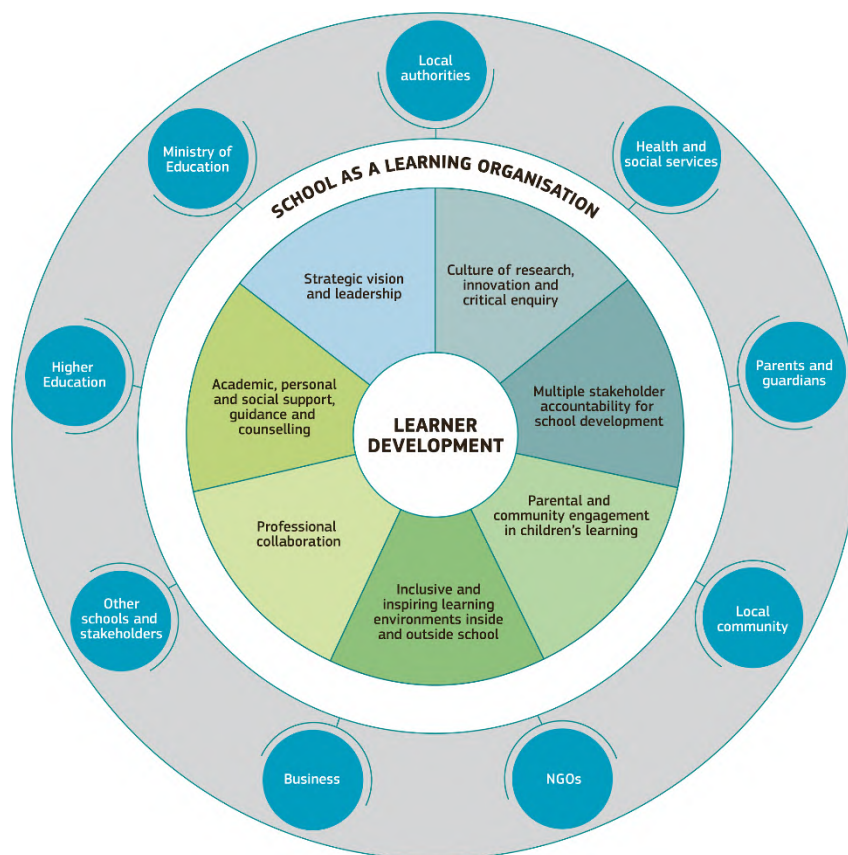 Local
authorities
Health and
social services
Parents and
guardians
Local
community
NGOs
Business
Other
schools and
stakeholders
Higher
Education
Ministry of
Education
SCHOOL AS A LEARNING ORGANISATION
Strategic vision
and leadership
Culture of research,
innovation and
critical enquiry
Multiple stakeholder
accountability for
school development
Parental and
community engagement
in children's learning
Inclusive and
inspiring learning
environments inside
and outside school
Professional
collaboration
Academic, personal
and social support,
guidance and
counselling
LEARNER
DEVELOPMENT